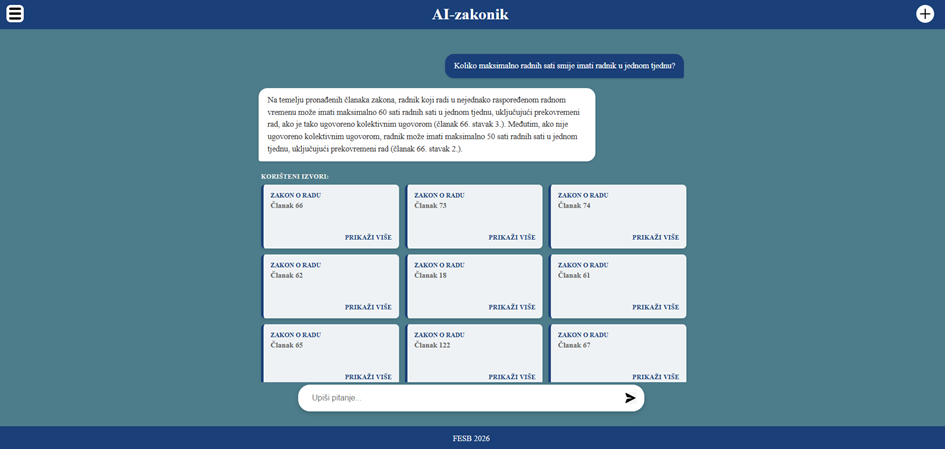 AI-zakonik
Koliko maksimalno radnih sati smije imati radnik u jednom tjednu?
Na temelju pronađenih članaka zakona, radnik koji radi u nejednako raspoređenom radnom
vremenu može imati maksimalno 60 sati radnih sati u jednom tjednu, uključujući prekovremeni
rad, ako je tako ugovoreno kolektivnim ugovorom (članak 66. stavak 3.). Međutim, ako nije
ugovoreno kolektivnim ugovorom, radnik može imati maksimalno 50 sati radnih sati u jednom
tjednu, uključujući prekovremeni rad (članak 66. stavak 2.).
KORIŠTENI IZVORI:
ZAKON O RADU
Članak 66
PRIKAŽI VIŠE
ZAKON O RADU
Članak 73
PRIKAŽI VIŠE
ZAKON O RADU
Članak 74
PRIKAŽI VIŠE
ZAKON O RADU
Članak 62
PRIKAŽI VIŠE
ZAKON O RADU
Članak 18
PRIKAŽI VIŠE
ZAKON O RADU
Članak 61
PRIKAŽI VIŠE
ZAKON O RADU
Članak 65
PRIKAŽI VIŠE
ZAKON O RADU
Članak 122
PRIKAŽI VIŠE
ZAKON O RADU
Članak 67
PRIKAŽI VIŠE
Upiši pitanje...
FESB 2026